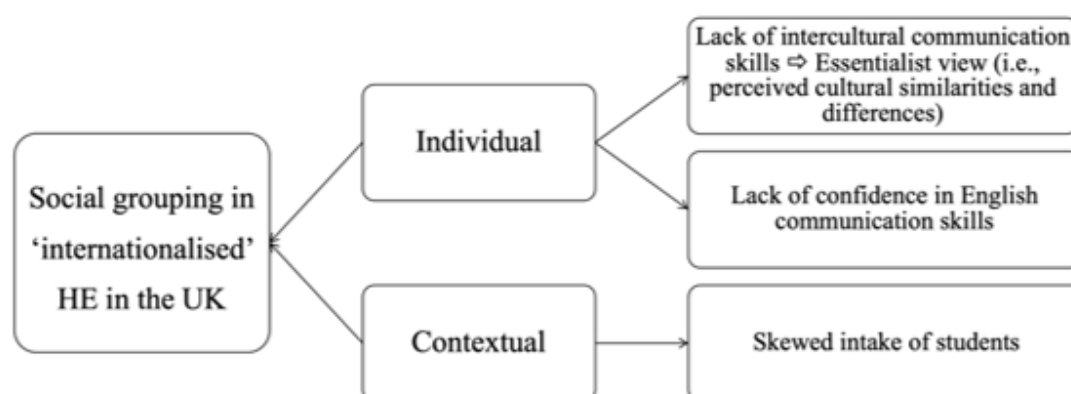 Social grouping in
‘internationalised’
HE in the UK
Individual
Contextual
Lack of intercultural communication
skills ⇨ Essentialist view (i.e.,
perceived cultural similarities and
differences)
Lack of confidence in English
communication skills
Skewed intake of students